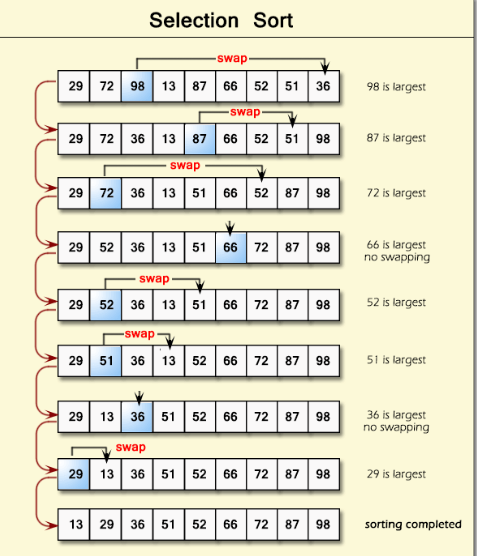 Selection Sort
swap
29 72 98 13 87 66 52 51 36 98 is largest
swap
29 72 36 13 87 66 52 51 98 87 is largest
swap
29 72 36 13 51 66 52 87 98 72 is largest
29 52 36 13 51 66 72 87 98 66 is largest
no swapping
swap
29 52 36 13 51 66 72 87 98 52 is largest
swap
29 51 36 13 52 66 72 87 98 51 is largest
29 13 36 51 52 66 72 87 98 36 is largest
no swapping
swap
29 13 36 51 52 66 72 87 98 29 is largest
13 29 36 51 52 66 72 87 98 sorting completed